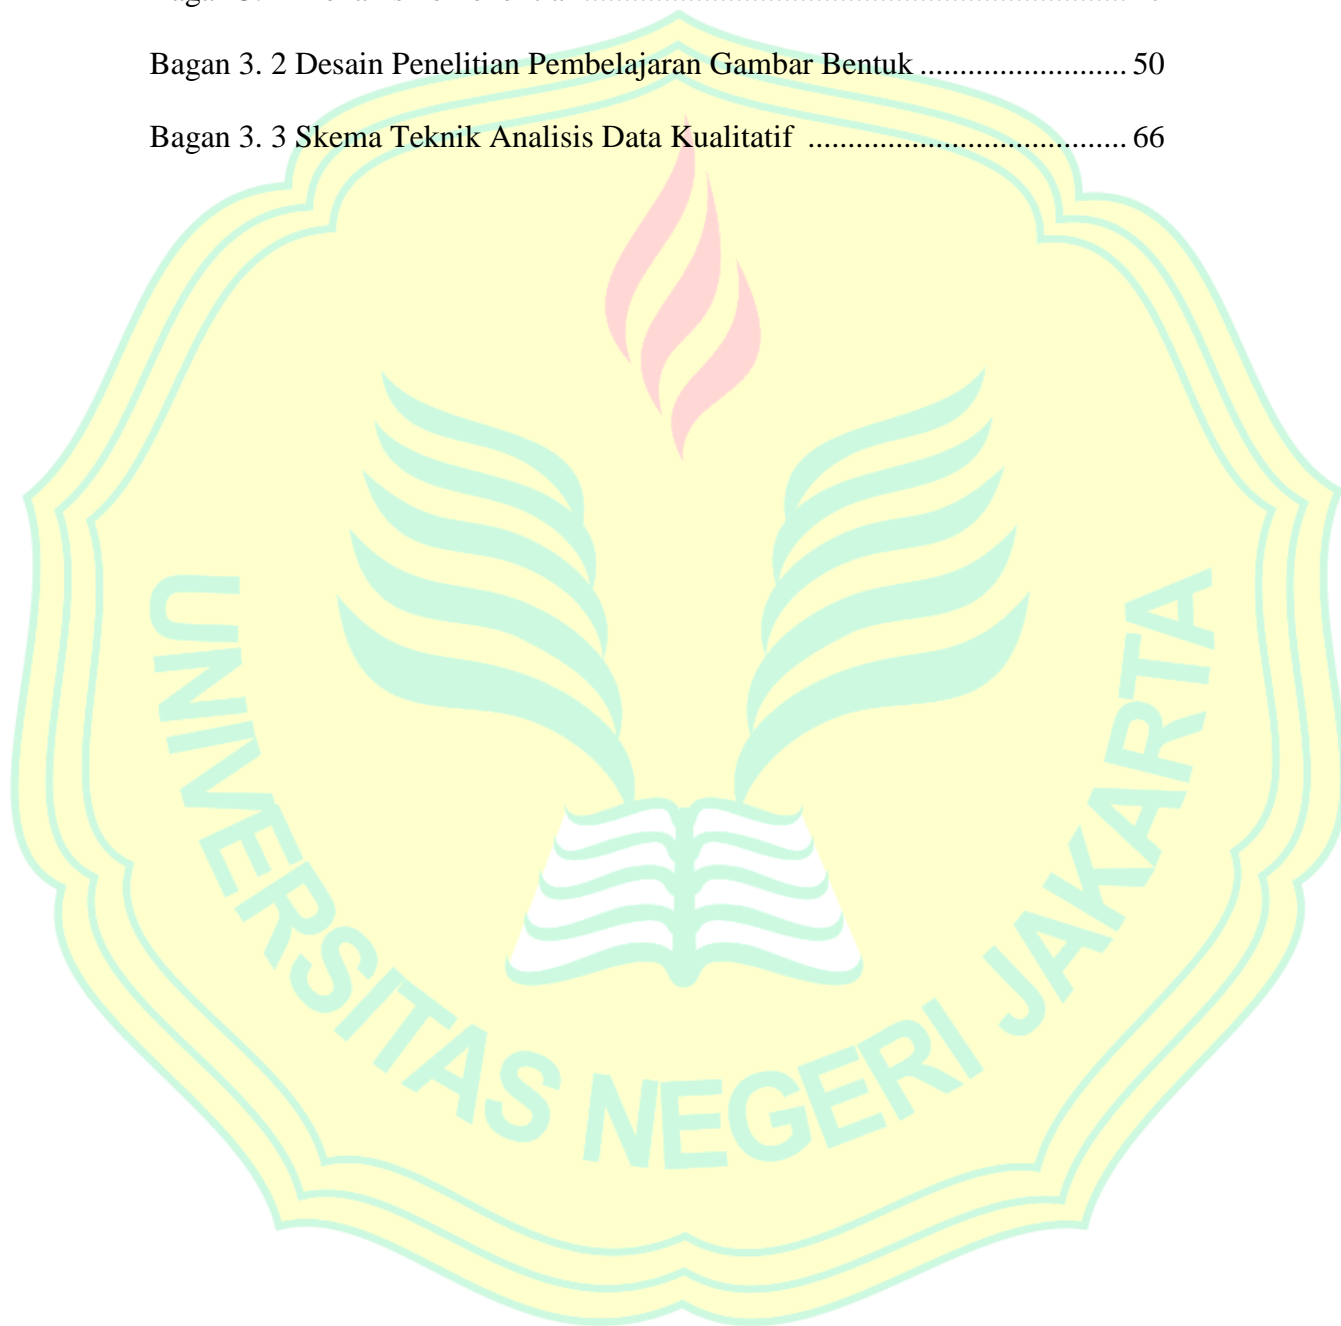 Bagan 3. 2 Desain Penelitian Pembelajaran Gambar Bentuk .......................... 50
Bagan 3. 3 Skema Teknik Analisis Data Kualitatif ........................................ 66
UNIVERSITAS NEGERI JAKARTA